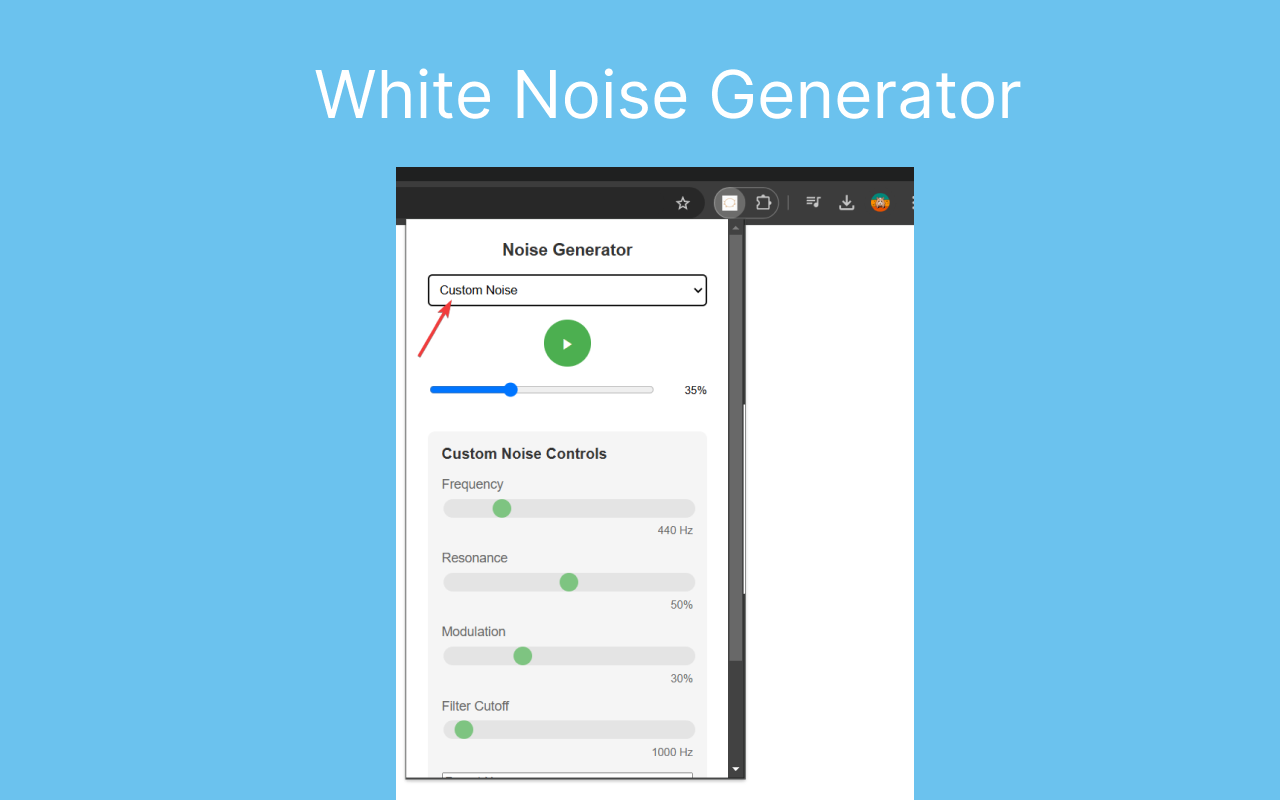 White Noise Generator
Noise Generator
Custom Noise
35%
Custom Noise Controls
Frequency
440 Hz
Resonance
50%
Modulation
30%
Filter Cutoff
1000 Hz